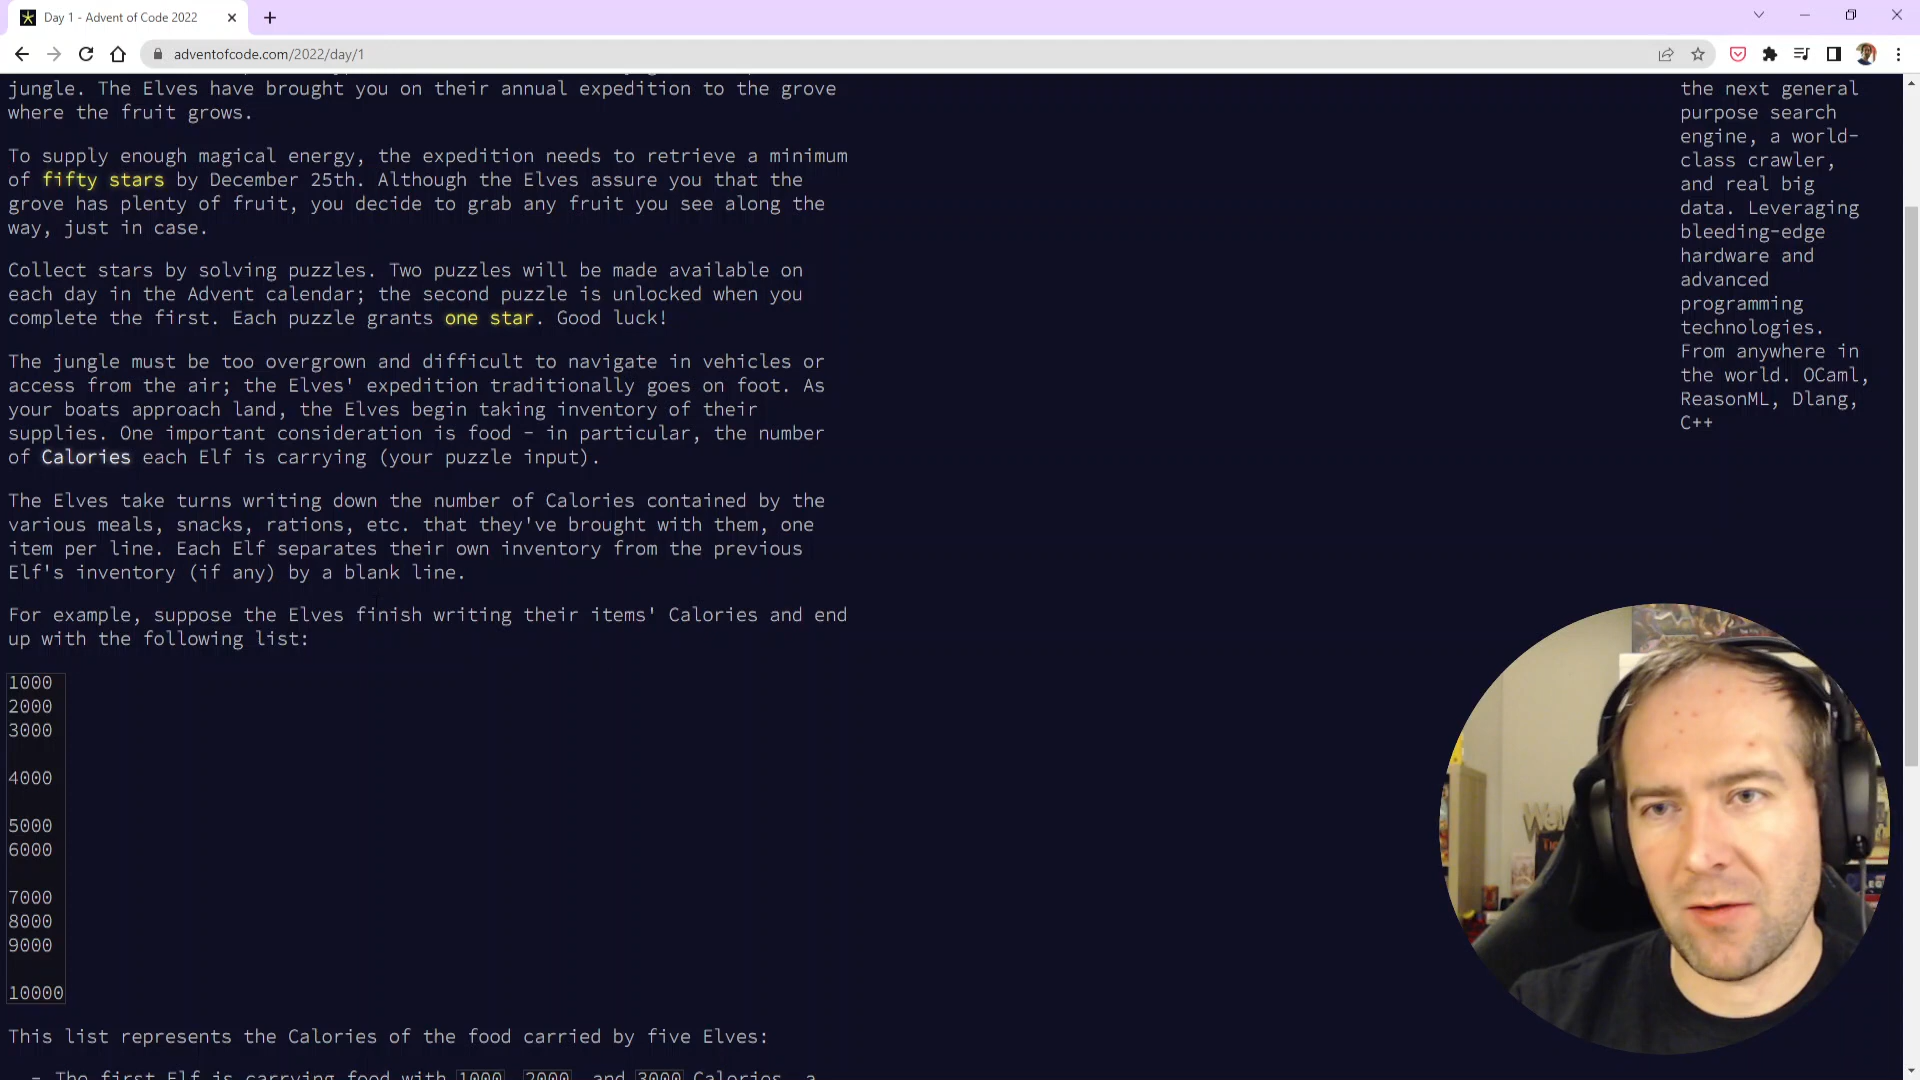 Day 1 - Advent of Code 2022
adventofcode.com/2022/day/1
jungle. The Elves have brought you on their annual expedition to the grove
where the fruit grows.
To supply enough magical energy, the expedition needs to retrieve a minimum
of fifty stars by December 25th. Although the Elves assure you that the
grove has plenty of fruit, you decide to grab any fruit you see along the
way, just in case.
Collect stars by solving puzzles. Two puzzles will be made available on
each day in the Advent calendar; the second puzzle is unlocked when you
complete the first. Each puzzle grants one star. Good luck!
The jungle must be too overgrown and difficult to navigate in vehicles or
access from the air; the Elves' expedition traditionally goes on foot. As
your boats approach land, the Elves begin taking inventory of their
supplies. One important consideration is food - in particular, the number
of Calories each Elf is carrying (your puzzle input).
The Elves take turns writing down the number of Calories contained by the
various meals, snacks, rations, etc. that they've brought with them, one
item per line. Each Elf separates their own inventory from the previous
Elf's inventory (if any) by a blank line.
For example, suppose the Elves finish writing their items' Calories and end
up with the following list:
1000
2000
3000
4000
5000
6000
7000
8000
9000
10000
This list represents the Calories of the food carried by five Elves:
- The first Elf is carrying food with 1000, 2000, and 3000 Calories, a
the next general
purpose search
engine, a world-
class crawler,
and real big
data. Leveraging
bleeding-edge
hardware and
advanced
programming
technologies.
From anywhere in
the world. OCaml,
ReasonML, Dlang,
C++